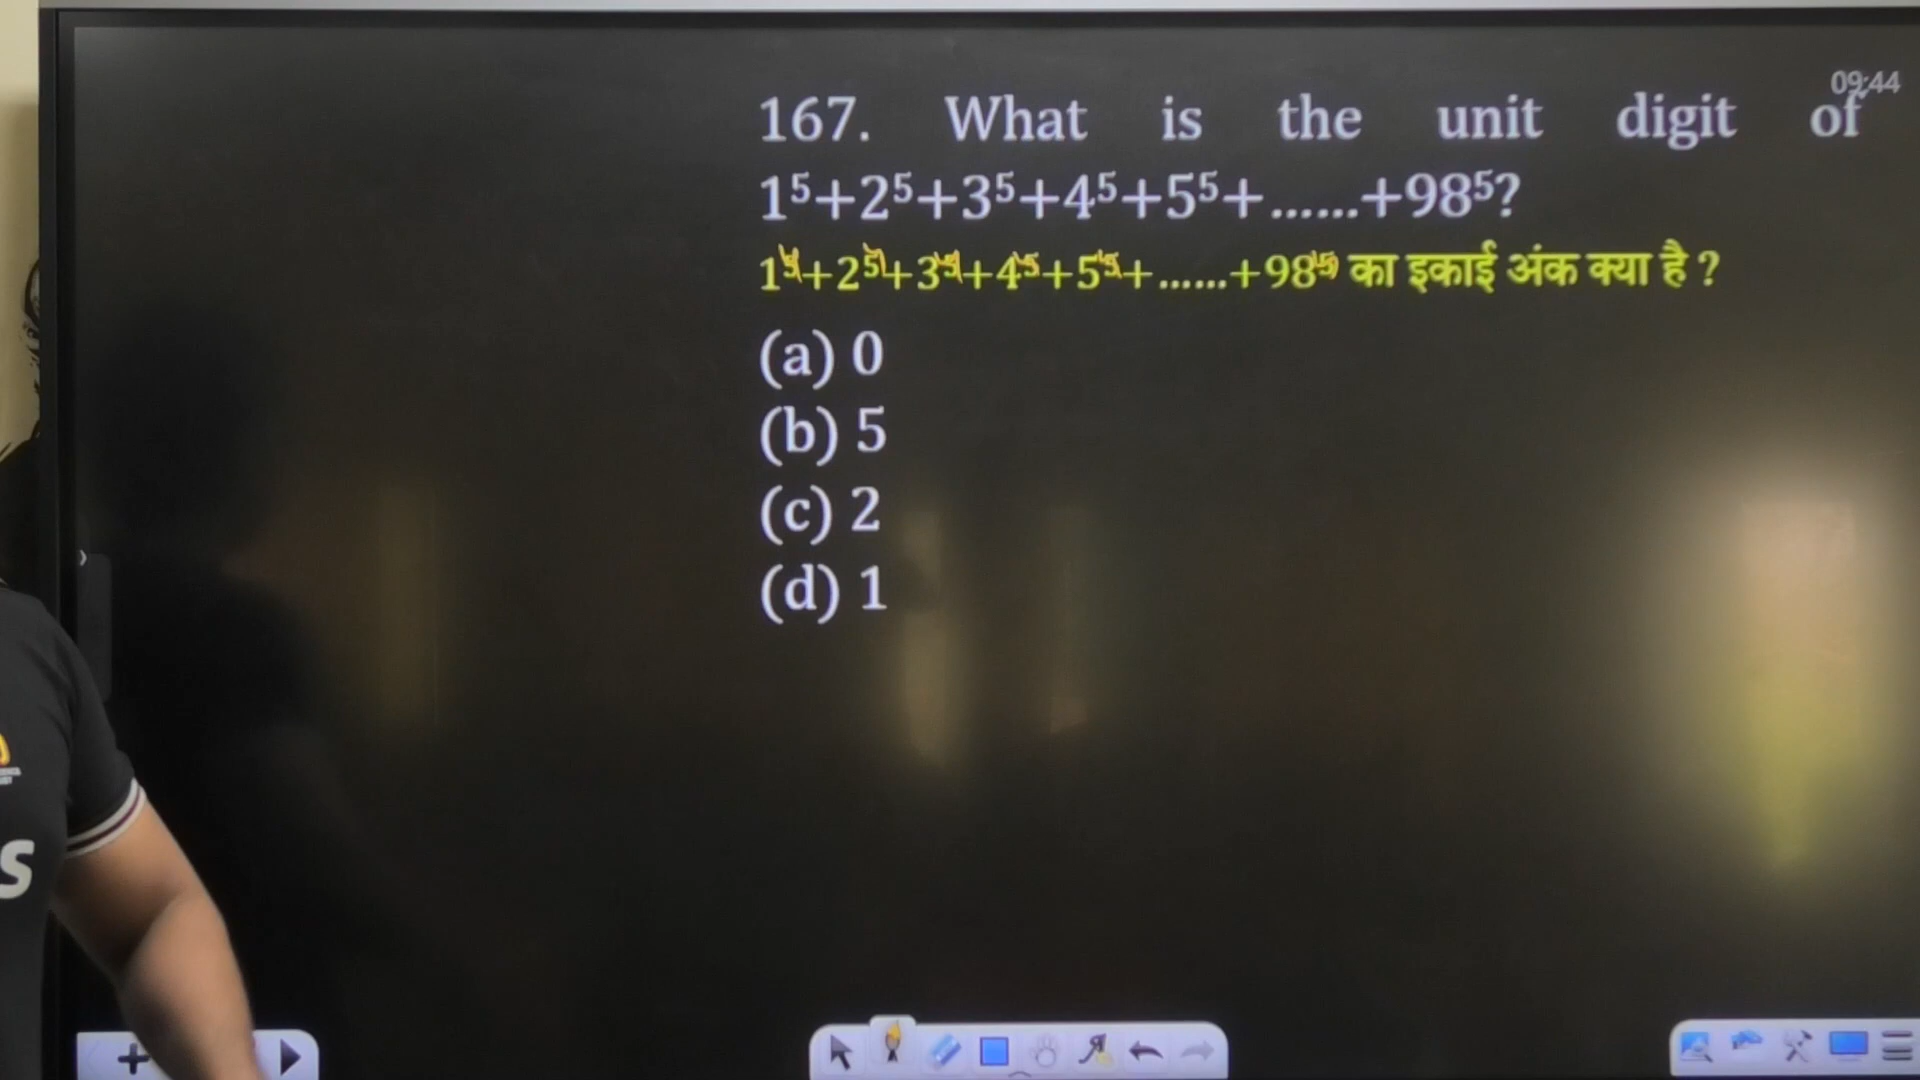 09:44
167. What is the unit digit of
1⁵+2⁵+3⁵+4⁵+5⁵+......+98⁵?
1⁵+2⁵+3⁵+4⁵+5⁵+......+98⁵ का इकाई अंक क्या है ?
(a) 0
(b) 5
(c) 2
(d) 1
S